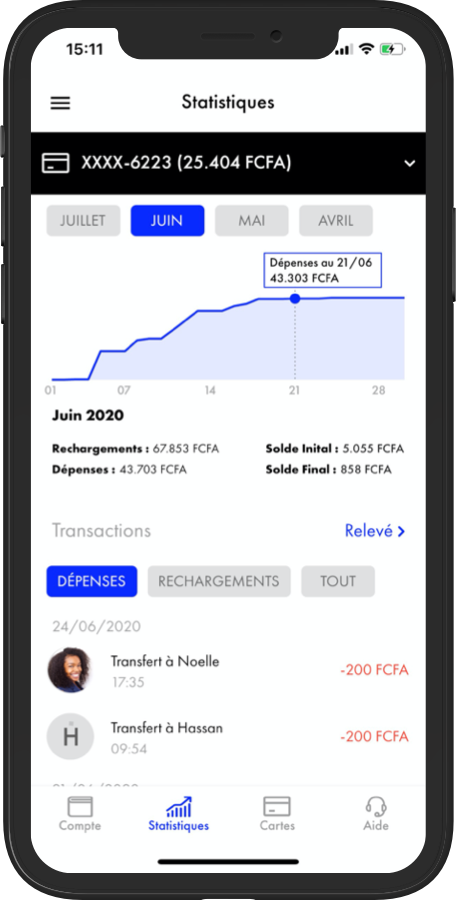 15:11
Statistiques
XXXX-6223 (25.404 FCFA)
JUILLET JUIN MAI AVRIL
Dépenses au 21/06
43.303 FCFA
01 07 14 21 28
Juin 2020
Rechargements : 67.853 FCFA Solde Inital : 5.055 FCFA
Dépenses : 43.703 FCFA Solde Final : 858 FCFA
Transactions Relevé >
DÉPENSES RECHARGEMENTS TOUT
24/06/2020
Transfert à Noelle
17:35
-200 FCFA
H
Transfert à Hassan
09:54
-200 FCFA
Compte Statistiques Cartes Aide